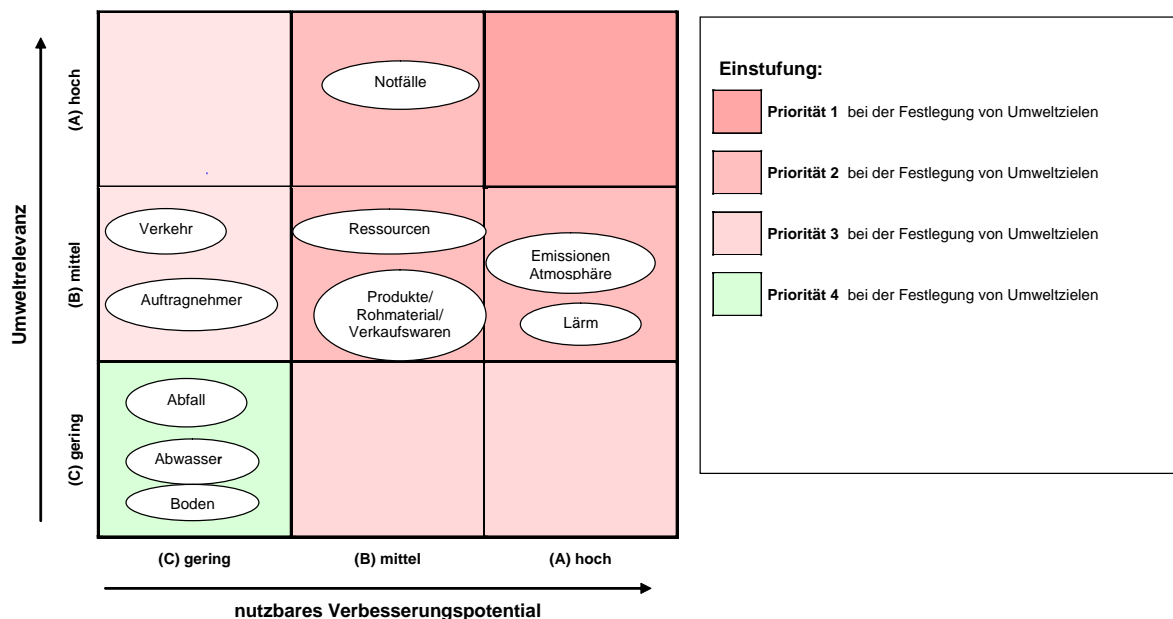 Umweltrelevanz
(A) hoch
(B) mittel
(C) gering
Notfälle
Verkehr
Auftragnehmer
Ressourcen
Produkte/
Rohmaterial/
Verkaufswaren
Emissionen
Atmosphäre
Lärm
Abfall
Abwasser
Boden
(C) gering
(B) mittel
(A) hoch
nutzbares Verbesserungspotential
Einstufung:
Priorität 1 bei der Festlegung von Umweltzielen
Priorität 2 bei der Festlegung von Umweltzielen
Priorität 3 bei der Festlegung von Umweltzielen
Priorität 4 bei der Festlegung von Umweltzielen